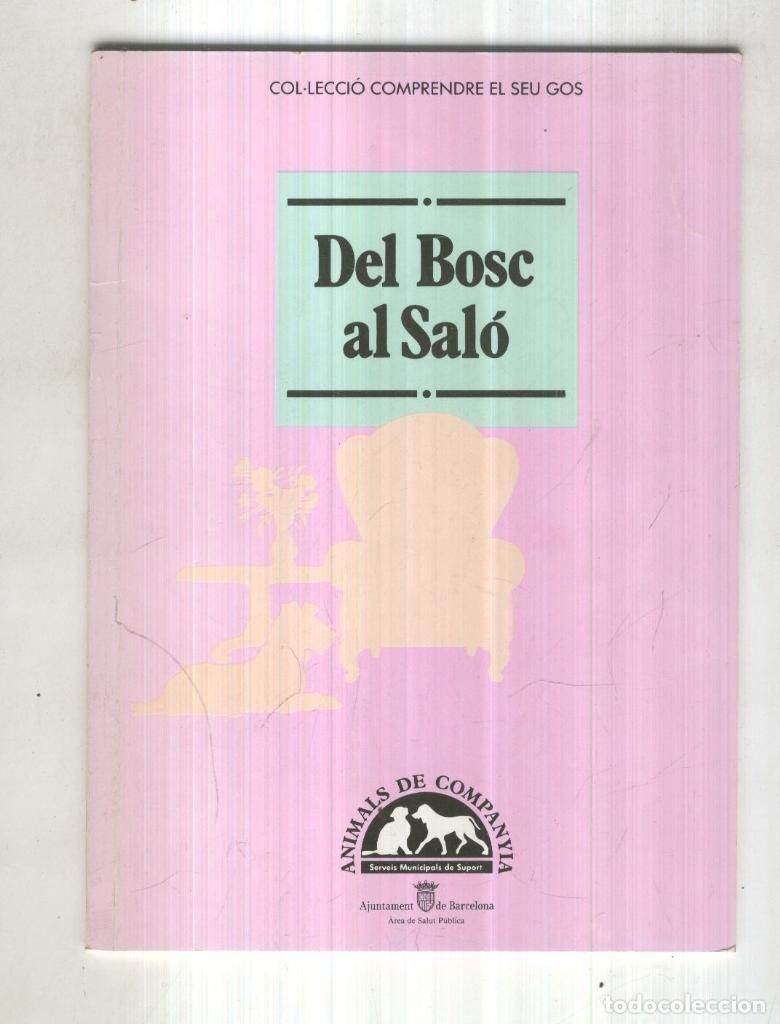 COL·LECCIÓ COMPRENDRE EL SEU GOS
Del Bosc
al Saló
ANIMALS DE COMPANYIA
Serveis Municipals de Suport
Ajuntament de Barcelona
Àrea de Salut Pública
todocoleccion